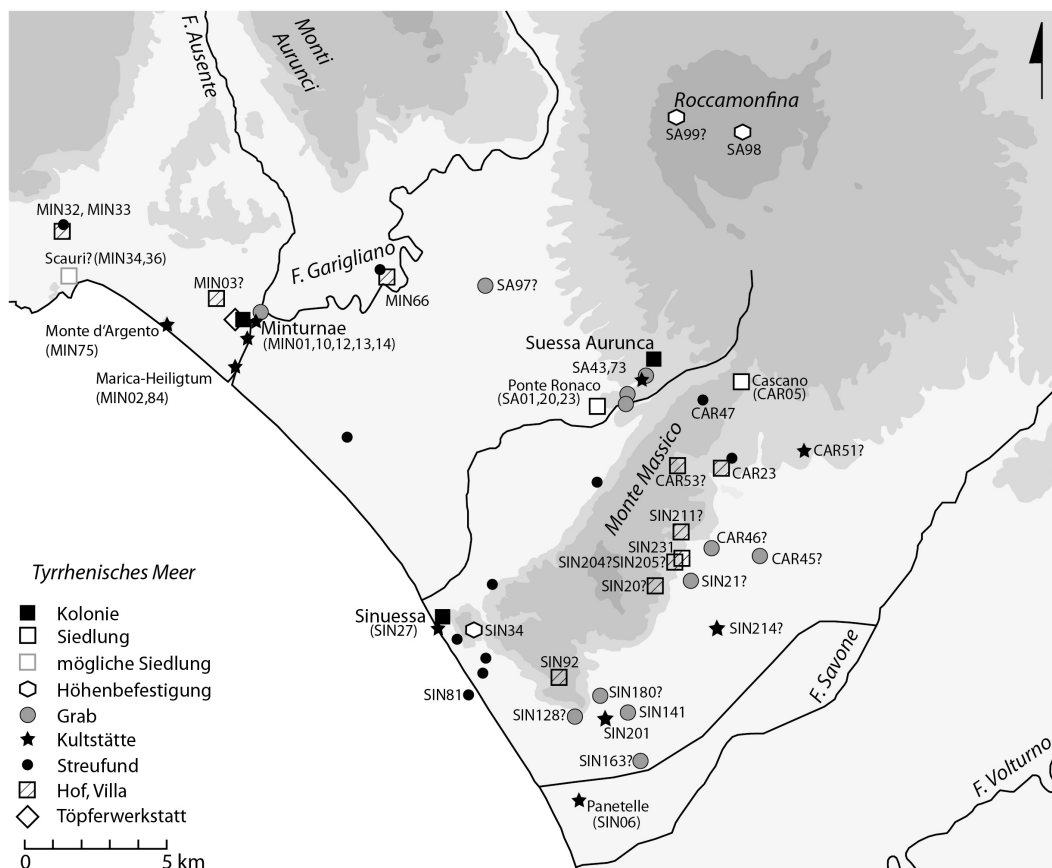 F. Ausente
Monti
Aurunci
Roccamonfina
SA99?
SA98
MIN32, MIN33
Scauri? (MIN34,36)
MIN03?
F. Garigliano
MIN66
SA97?
Monte d'Argento
(MIN75)
Minturnae
(MIN01,10,12,13,14)
Marica-Heiligtum
(MIN02,84)
Suessa Aurunca
SA43,73
Ponte Ronaco
(SA01,20,23)
Cascano
(CAR05)
CAR47
Monte Massico
CAR51?
CAR53?
CAR23
SIN211?
SIN231
CAR46?
SIN204?
SIN205?
CAR45?
SIN20?
SIN21?
Sinuessa
(SIN27)
SIN34
SIN214?
SIN92
SIN81
SIN180?
SIN128?
SIN141
SIN201
SIN163?
F. Savone
F. Volturno
Panetelle
(SIN06)
Tyrrhenisches Meer
Kolonie
Siedlung
mögliche Siedlung
Höhenbefestigung
Grab
Kultstätte
Streufund
Hof, Villa
Töpferwerkstatt
0 5 km